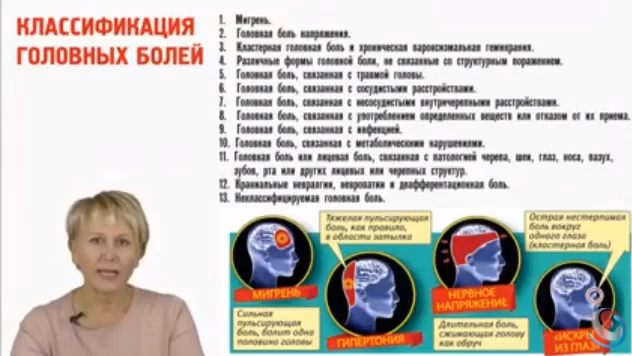 КЛАССИФИКАЦИЯ
ГОЛОВНЫХ БОЛЕЙ
1. Мигрень.
2. Головная боль напряжения.
3. Кластерная головная боль и хроническая пароксизмальная гемикрания.
4. Различные формы головной боли, не связанные со структурным поражением.
5. Головная боль, связанная с травмой головы.
6. Головная боль, связанная с сосудистыми расстройствами.
7. Головная боль, связанная с несосудистыми внутричерепными расстройствами.
8. Головная боль, связанная с употреблением определенных веществ или отказом от их приема.
9. Головная боль, связанная с инфекцией.
10. Головная боль, связанная с метаболическими нарушениями.
11. Головная боль или лицевая боль, связанная с патологией черепа, шеи, глаз, носа, пазух,
зубов, рта или других лицевых или черепных структур.
12. Краниальные невралгии, невропатии и деафферентационная боль.
13. Неклассифицируемая головная боль.
МИГРЕНЬ
Сильная
пульсирующая
боль, болит одна
половина головы
Тяжелая пульсирующая
боль, как правило,
в области затылка
ГИПЕРТОНИЯ
НЕРВНОЕ
НАПРЯЖЕНИЕ
Длительная боль,
сжимающая голову
как обруч
Острая нестерпимая
боль вокруг
одного глаза
(кластерная боль)
«ИСКРЫ
ИЗ ГЛАЗ»